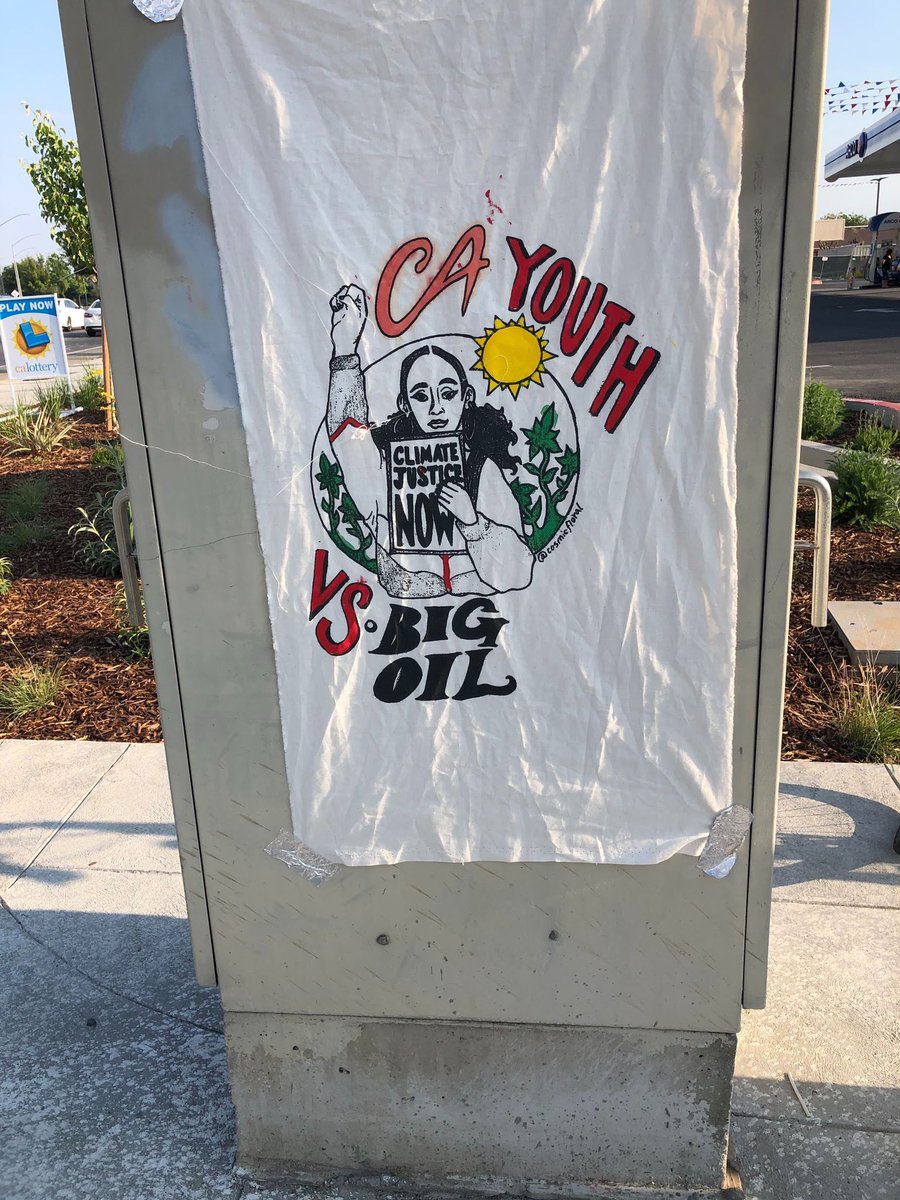 CA YOUTH
CLIMATE
JUSTICE
NOW
@cosmicfloral
VS. BIG
OIL
PLAY NOW
calottery